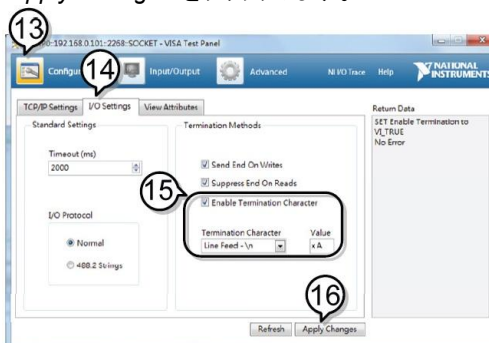 13
0::192.168.0.101::2268::SOCKET - VISA Test Panel
14
Input/Output
Advanced
NI I/O Trace
Help
NATIONAL
INSTRUMENTS
TCP/IP Settings
I/O Settings
View Attributes
Return Data
Standard Settings
Termination Methods
SET Enable Termination to
VI_TRUE
No Error
Timeout (ms)
2000
Send End On Writes
Suppress End On Reads
15
Enable Termination Character
I/O Protocol
Termination Character
Value
Normal
Line Feed - \n
x A
488.2 Strings
16
Refresh
Apply Changes